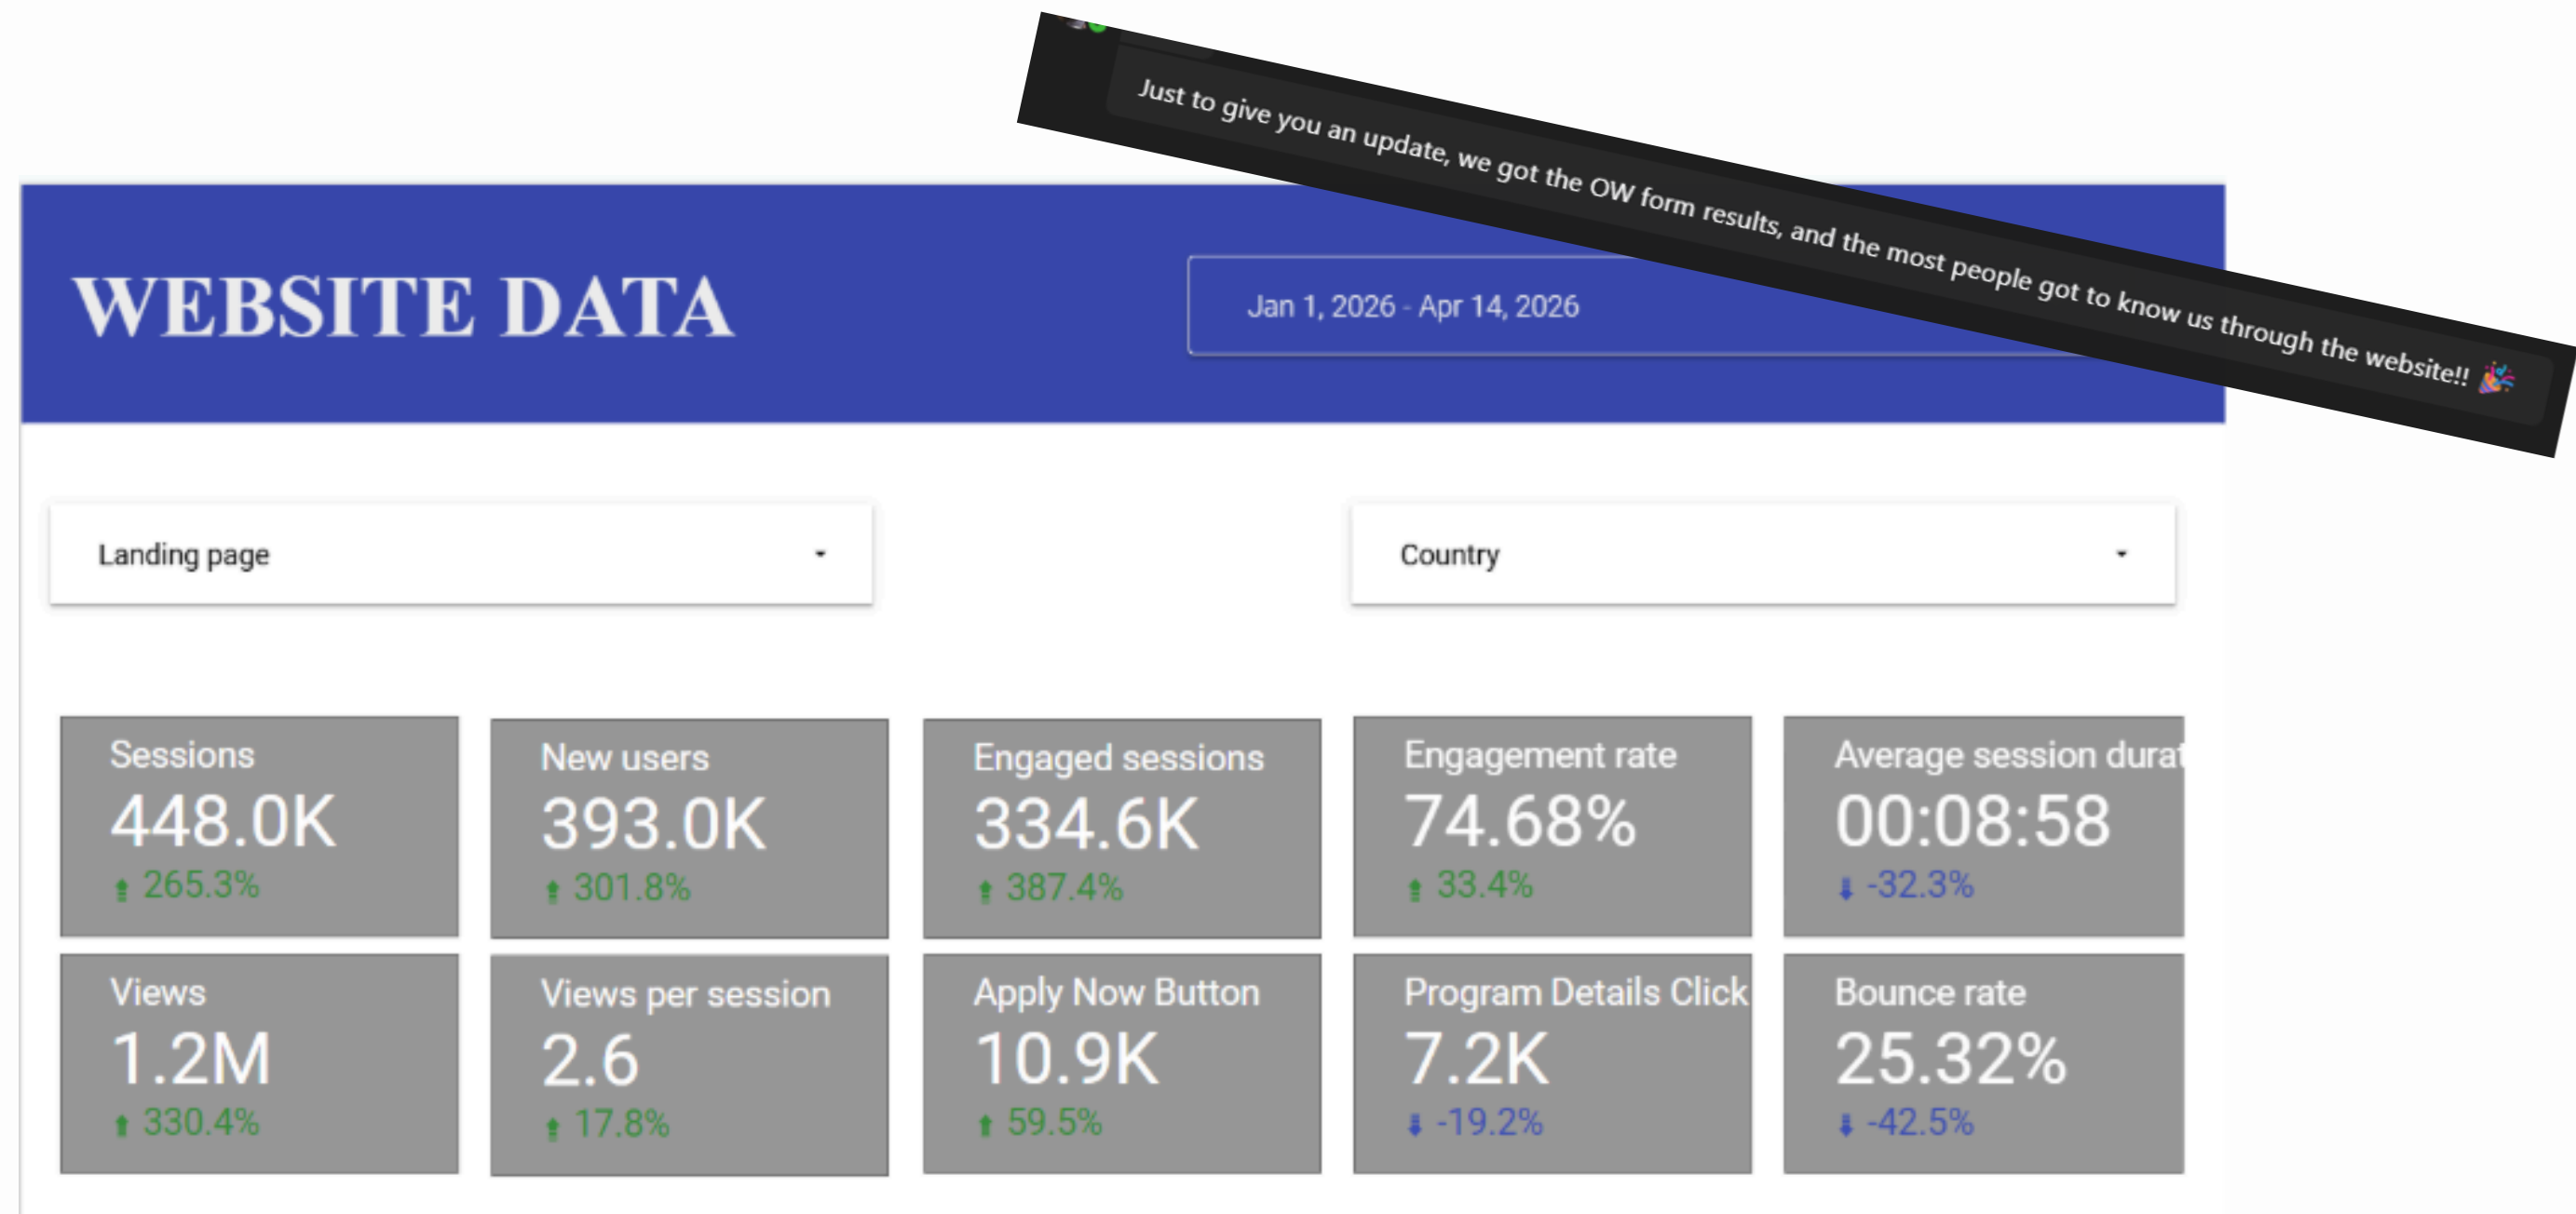 Just to give you an update, we got the OW form results, and the most people got to know us through the website!! 🎉
WEBSITE DATA
Jan 1, 2026 - Apr 14, 2026
Landing page
Country
Sessions
448.0K
265.3%
New users
393.0K
301.8%
Engaged sessions
334.6K
387.4%
Engagement rate
74.68%
33.4%
Average session durat
00:08:58
-32.3%
Views
1.2M
330.4%
Views per session
2.6
17.8%
Apply Now Button
10.9K
59.5%
Program Details Click
7.2K
-19.2%
Bounce rate
25.32%
-42.5%